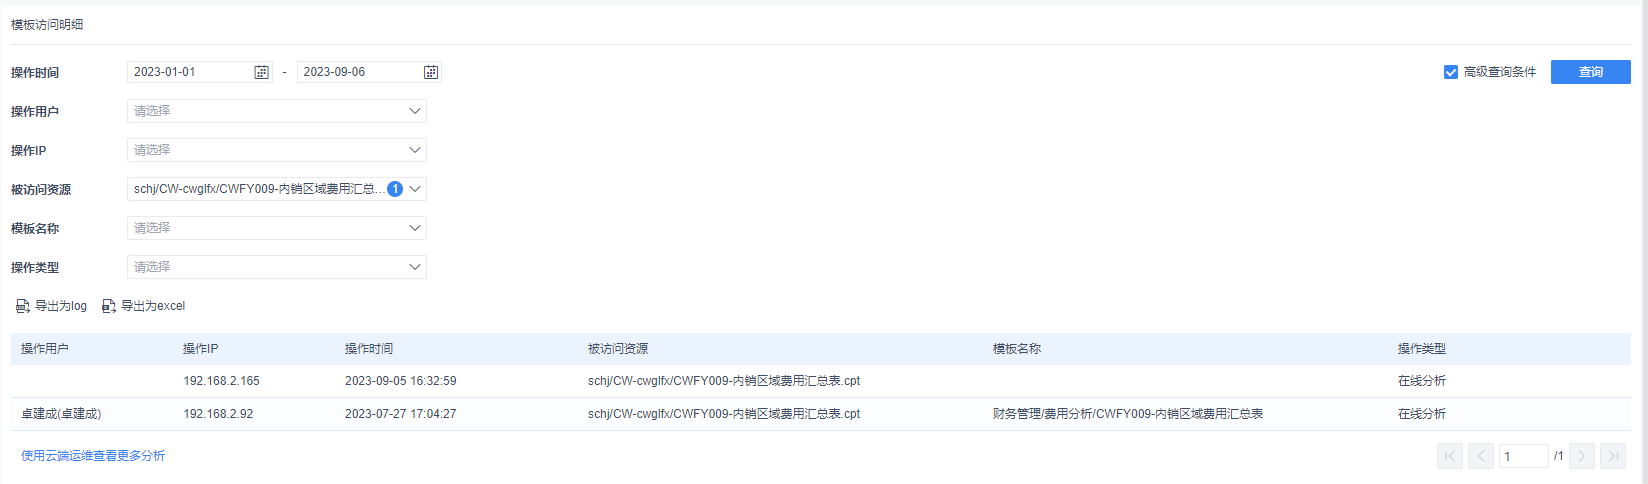 模板访问明细
操作时间 2023-01-01 - 2023-09-06 高级查询条件 查询
操作用户 请选择
操作IP 请选择
被访问资源 schj/CW-cwglfx/CWFY009-内销区域费用汇总... 1
模板名称 请选择
操作类型 请选择
导出为log 导出为excel
操作用户 操作IP 操作时间 被访问资源 模板名称 操作类型
192.168.2.165 2023-09-05 16:32:59 schj/CW-cwglfx/CWFY009-内销区域费用汇总表.cpt 在线分析
卓建成(卓建成) 192.168.2.92 2023-07-27 17:04:27 schj/CW-cwglfx/CWFY009-内销区域费用汇总表.cpt 财务管理/费用分析/CWFY009-内销区域费用汇总表 在线分析
使用云端运维查看更多分析 1 /1